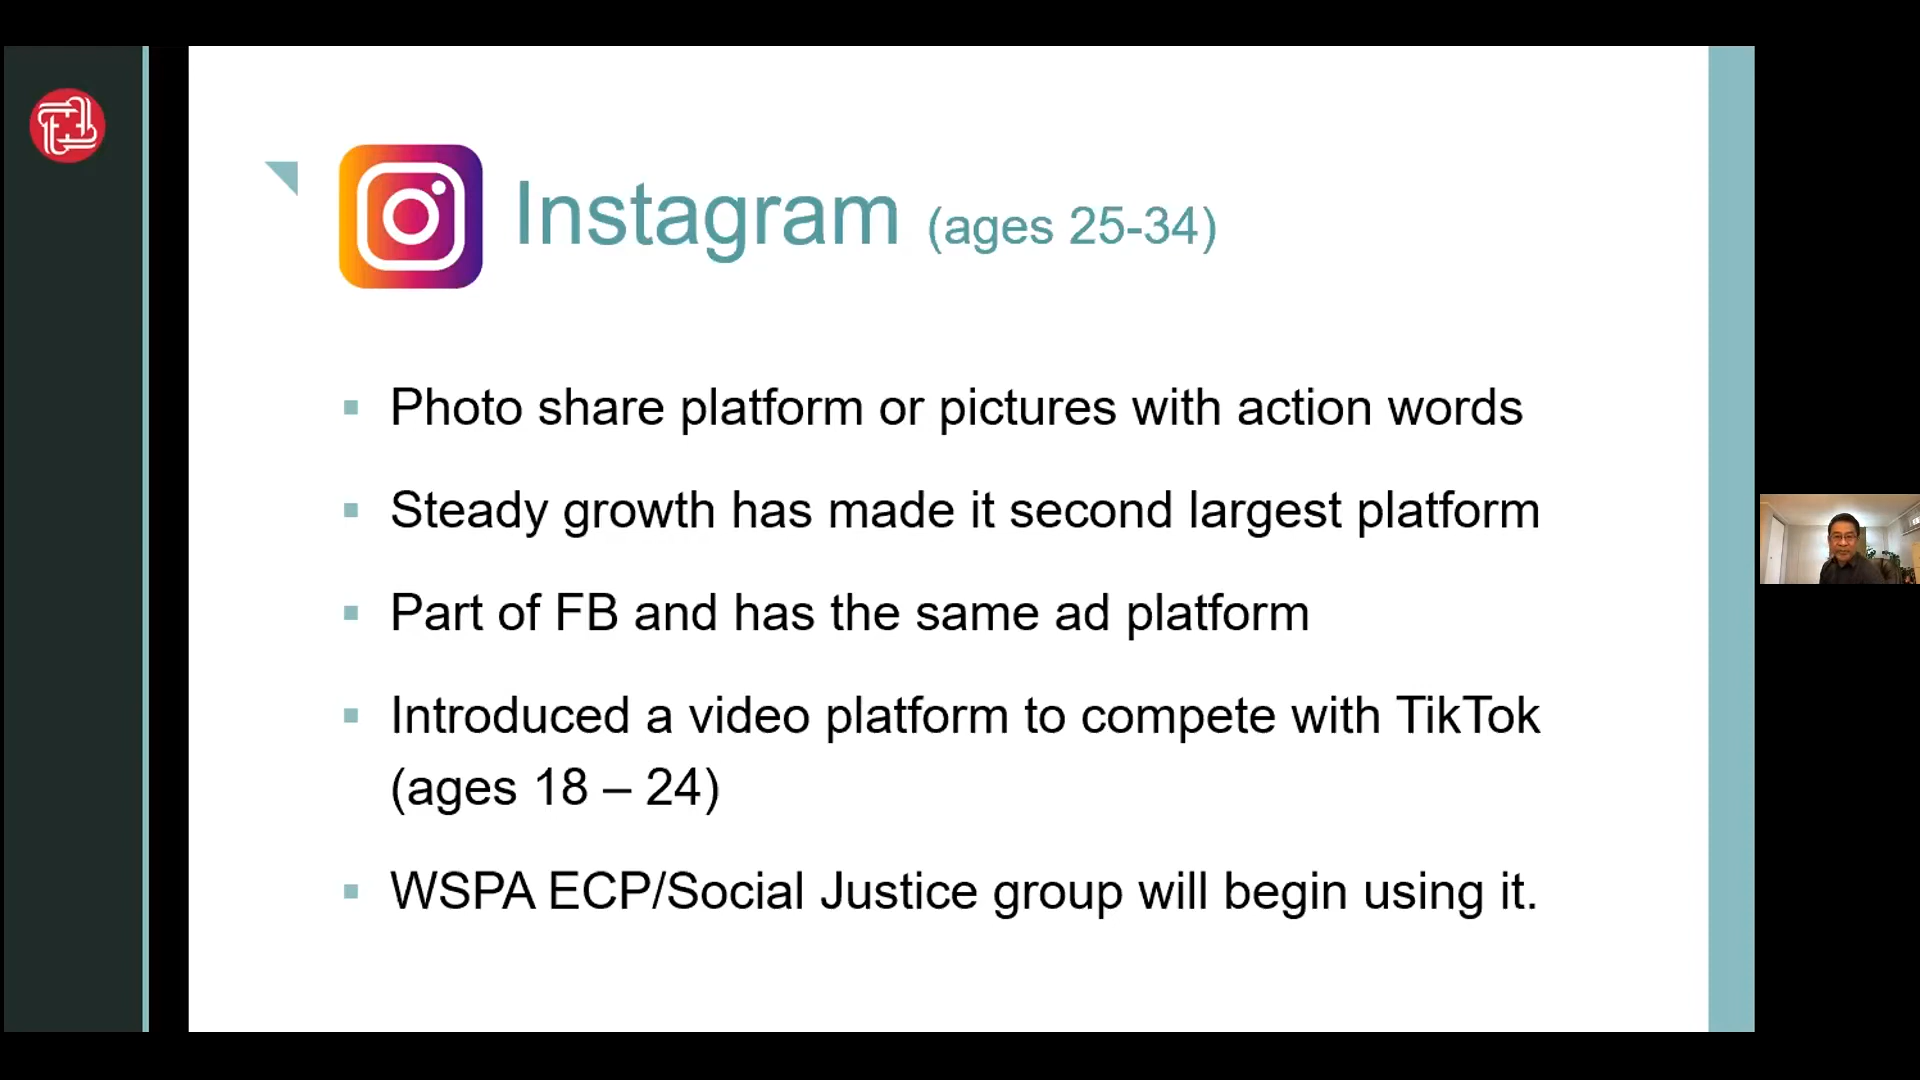 Instagram (ages 25-34)
Photo share platform or pictures with action words
Steady growth has made it second largest platform
Part of FB and has the same ad platform
Introduced a video platform to compete with TikTok
(ages 18 – 24)
WSPA ECP/Social Justice group will begin using it.